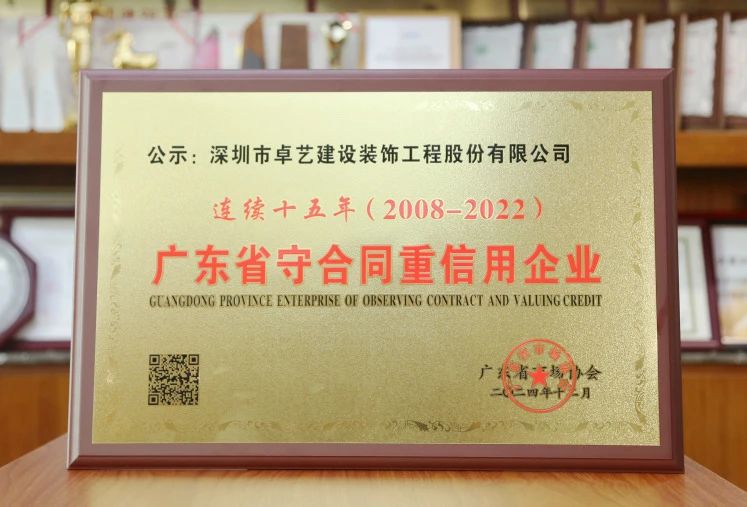 公示：深圳市卓艺建设装饰工程股份有限公司
连续十五年（2008-2022）
广东省守合同重信用企业
GUANGDONG PROVINCE ENTERPRISE OF OBSERVING CONTRACT AND VALUING CREDIT
广东省市场协会
二〇二四年十二月